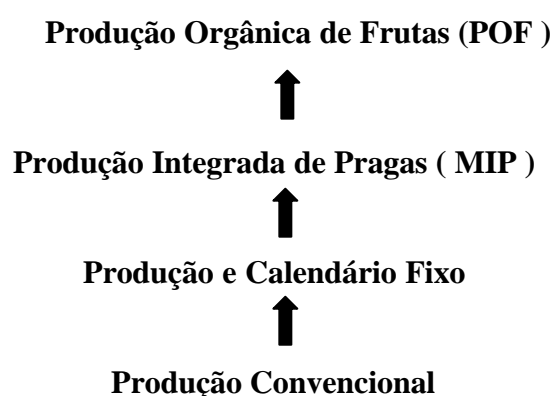 Produção Orgânica de Frutas (POF )
Produção Integrada de Pragas ( MIP )
Produção e Calendário Fixo
Produção Convencional